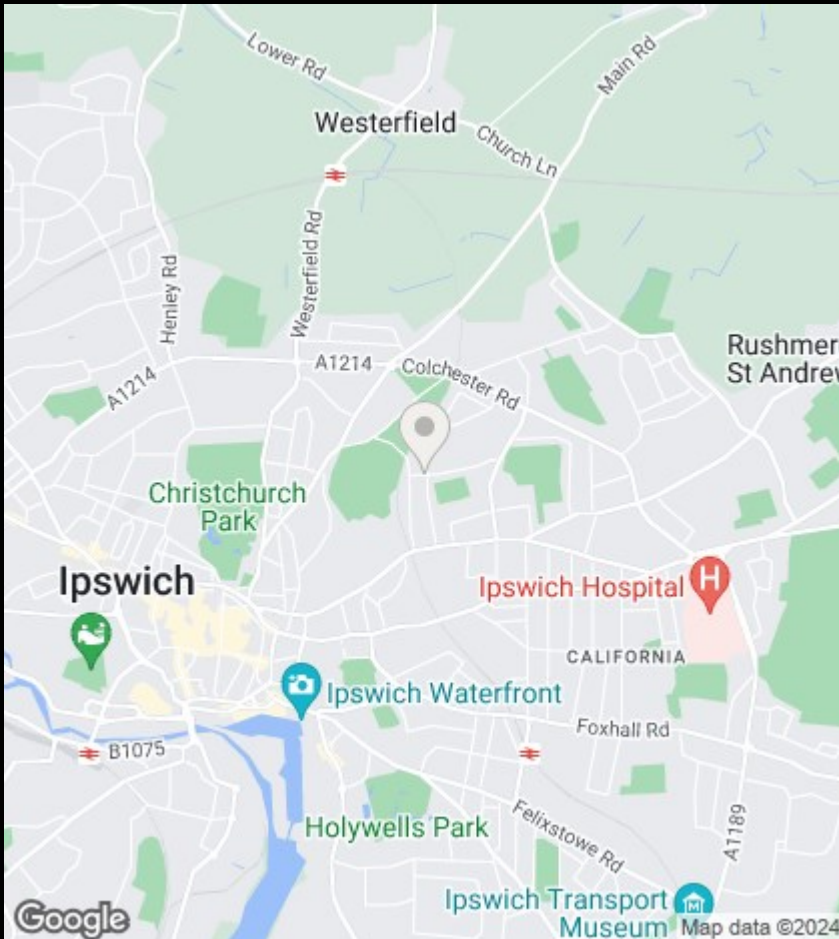 Lower Rd
Main Rd
Westerfield
Church Ln
Westerfield Rd
Henley Rd
A1214
Colchester Rd
A1214
Rushmer
St Andrew
Christchurch
Park
Ipswich
Ipswich Hospital
H
CALIFORNIA
Ipswich Waterfront
Foxhall Rd
B1075
Holywells Park
Felixstowe Rd
A1189
Ipswich Transport
Museum
M
Google
Map data ©2024